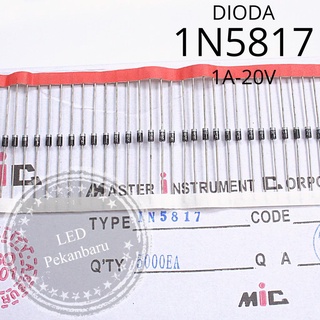 DIODA
1N5817
1A-20V
MIC
MASTER INSTRUMENT CORPO
LED
Pekanbaru
TYPE 1N5817 CODE
Q'TY 5000EA Q A
MIC